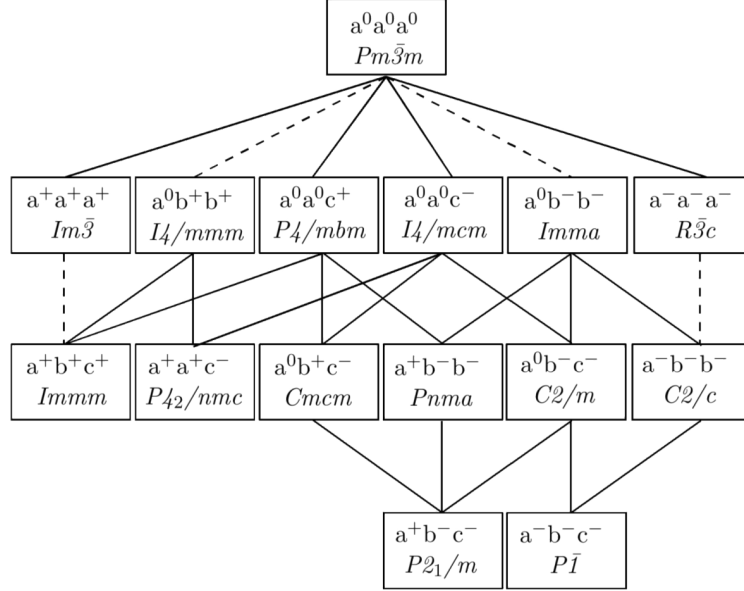 a⁰a⁰a⁰
Pm3̄m
a⁺a⁺a⁺
Im3̄
a⁰b⁺b⁺
I4/mmm
a⁰a⁰c⁺
P4/mbm
a⁰a⁰c⁻
I4/mcm
a⁰b⁻b⁻
Imma
a⁻a⁻a⁻
R3̄c
a⁺b⁺c⁺
Immm
a⁺a⁺c⁻
P4₂/nmc
a⁰b⁺c⁻
Cmcm
a⁺b⁻b⁻
Pnma
a⁰b⁻c⁻
C2/m
a⁻b⁻b⁻
C2/c
a⁺b⁻c⁻
P2₁/m
a⁻b⁻c⁻
P1̄